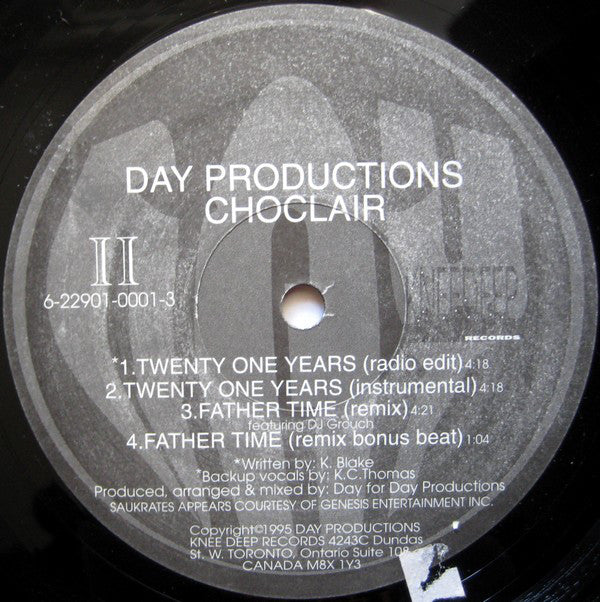 DAY PRODUCTIONS
CHOCLAIR
II
6-22901-0001-3
KNEEDEEP
RECORDS
*1.TWENTY ONE YEARS (radio edit)4:18
2.TWENTY ONE YEARS (instrumental)4:18
3.FATHER TIME (remix)4:21
featuring DJ Grouch
4.FATHER TIME (remix bonus beat)1:04
*Written by: K. Blake
*Backup vocals by: K.C.Thomas
Produced, arranged & mixed by: Day for Day Productions
SAUKRATES APPEARS COURTESY OF GENESIS ENTERTAINMENT INC.
Copyright©1995 DAY PRODUCTIONS
KNEE DEEP RECORDS 4243C Dundas
St. W. TORONTO, Ontario Suite 108
CANADA M8X 1Y3